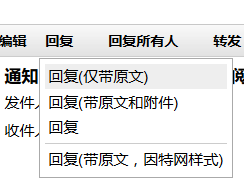 编辑 回复 回复所有人 转发
通知
回复(仅带原文)
发件人
回复(带原文和附件)
收件人
回复
回复(带原文，因特网样式)